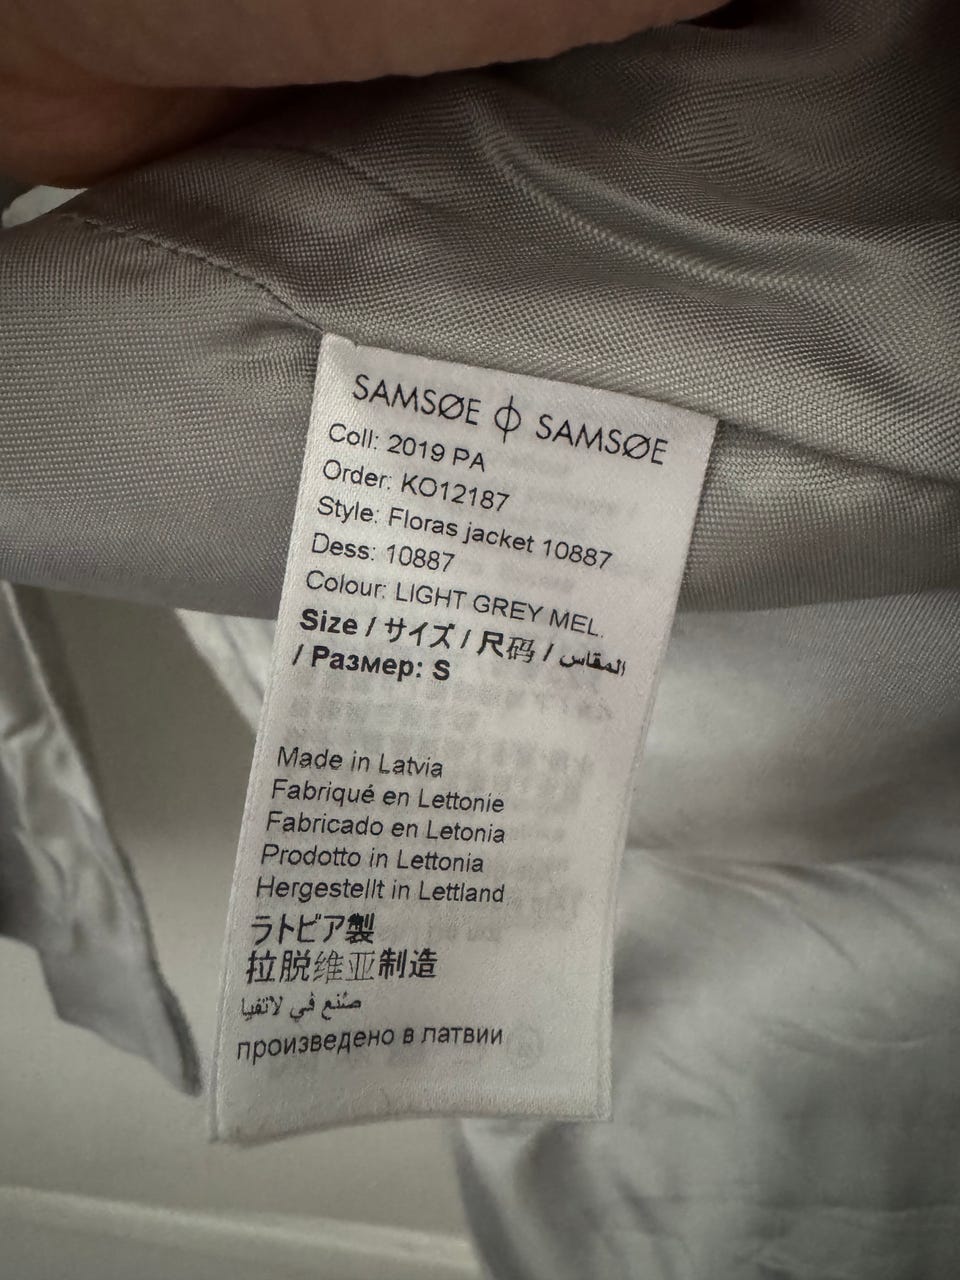 SAMSØE ф SAMSØE
Coll: 2019 PA
Order: KO12187
Style: Floras jacket 10887
Dess: 10887
Colour: LIGHT GREY MEL.
Size / サイズ / 尺码 / المقاس
/ Размер: S
Made in Latvia
Fabriqué en Lettonie
Fabricado en Letonia
Prodotto in Lettonia
Hergestellt in Lettland
ラトビア製
拉脱维亚制造
صُنع في لاتفيا
произведено в латвии